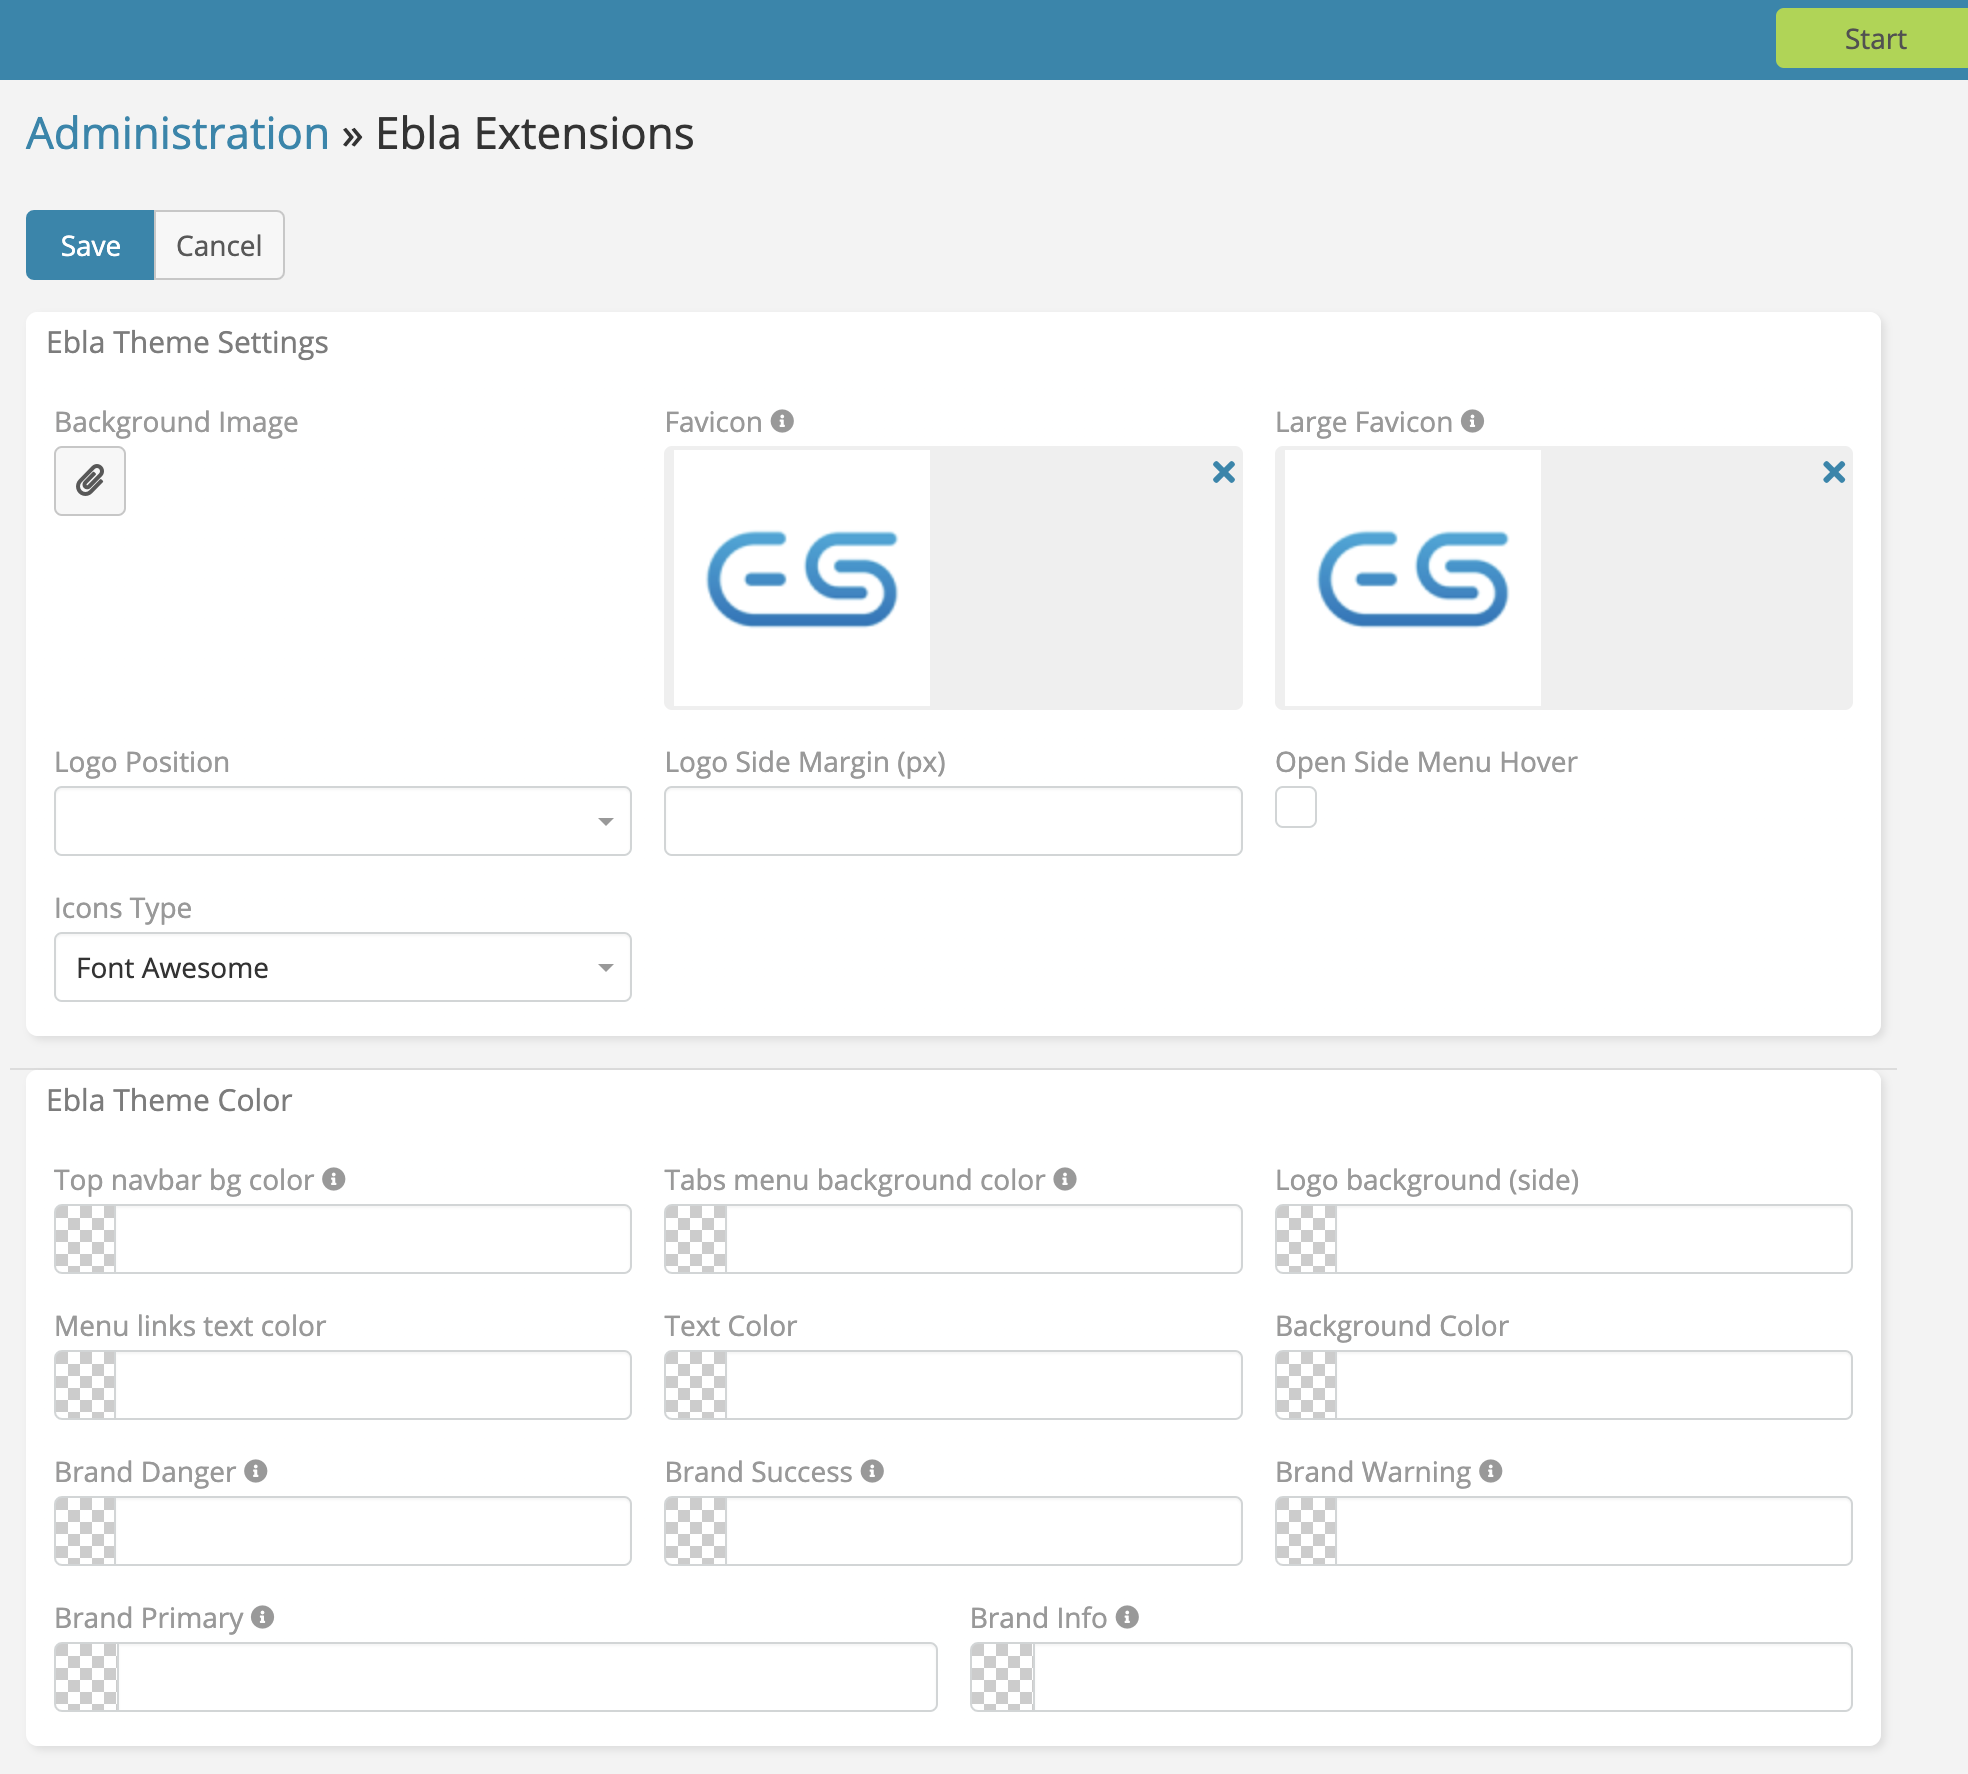 Start
Administration » Ebla Extensions
Save Cancel
Ebla Theme Settings
Background Image Favicon Large Favicon
ES ES
Logo Position Logo Side Margin (px) Open Side Menu Hover
Icons Type
Font Awesome
Ebla Theme Color
Top navbar bg color Tabs menu background color Logo background (side)
Menu links text color Text Color Background Color
Brand Danger Brand Success Brand Warning
Brand Primary Brand Info